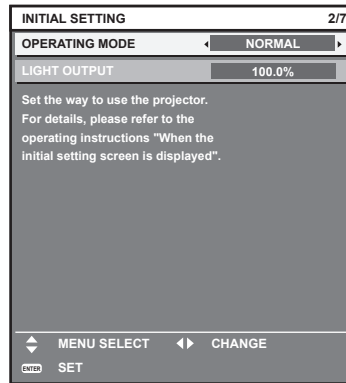 INITIAL SETTING 2/7
OPERATING MODE NORMAL
LIGHT OUTPUT 100.0%
Set the way to use the projector.
For details, please refer to the
operating instructions "When the
initial setting screen is displayed".
MENU SELECT CHANGE
ENTER SET